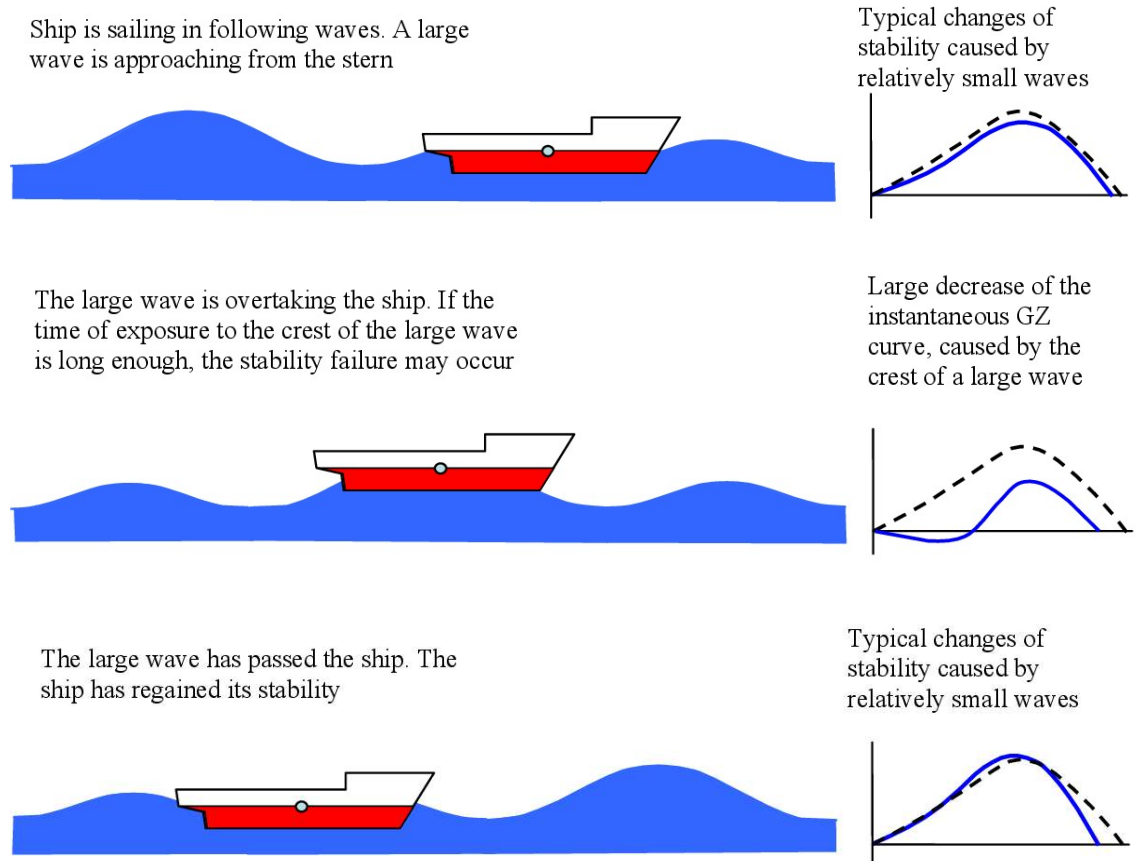 Ship is sailing in following waves. A large
wave is approaching from the stern
Typical changes of
stability caused by
relatively small waves
The large wave is overtaking the ship. If the
time of exposure to the crest of the large wave
is long enough, the stability failure may occur
Large decrease of the
instantaneous GZ
curve, caused by the
crest of a large wave
The large wave has passed the ship. The
ship has regained its stability
Typical changes of
stability caused by
relatively small waves